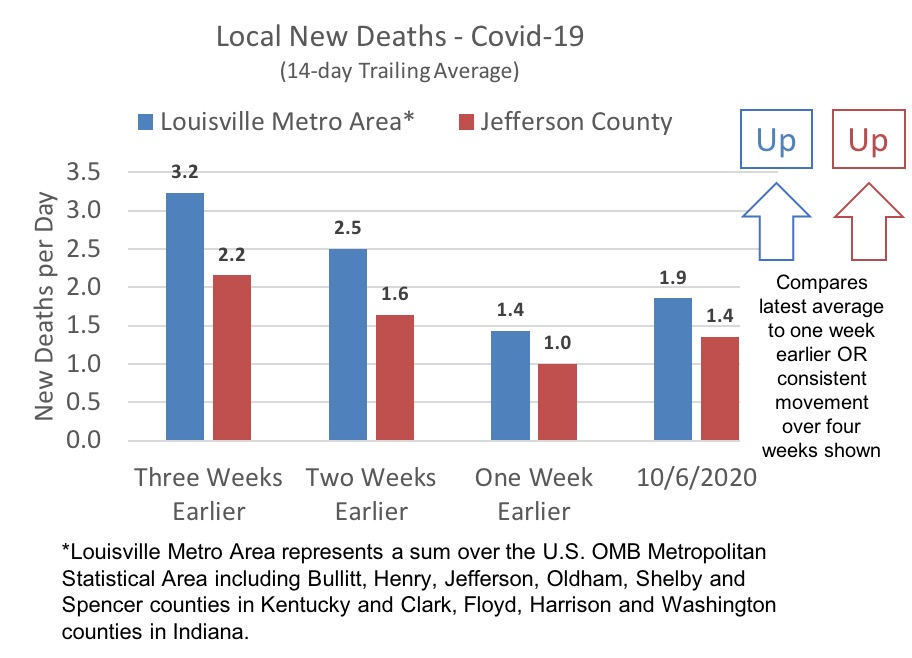 Local New Deaths - Covid-19
(14-day Trailing Average)
Louisville Metro Area* Jefferson County
Up Up
New Deaths per Day
3.5
3.0
2.5
2.0
1.5
1.0
0.5
0.0
3.2
2.2
2.5
1.6
1.4
1.0
1.9
1.4
Three Weeks Earlier
Two Weeks Earlier
One Week Earlier
10/6/2020
Compares
latest average
to one week
earlier OR
consistent
movement
over four
weeks shown
*Louisville Metro Area represents a sum over the U.S. OMB Metropolitan
Statistical Area including Bullitt, Henry, Jefferson, Oldham, Shelby and
Spencer counties in Kentucky and Clark, Floyd, Harrison and Washington
counties in Indiana.